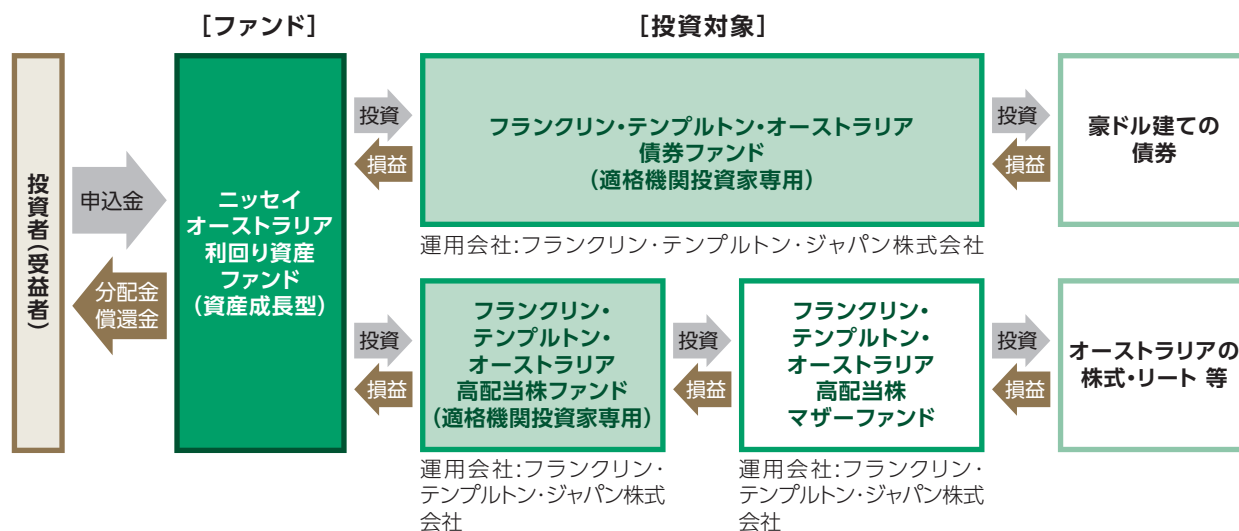 [ファンド]
[投資対象]
投資者(受益者)
申込金
分配金
償還金
ニッセイ
オーストラリア
利回り資産
ファンド
(資産成長型)
投資
損益
フランクリン・テンプルトン・オーストラリア
債券ファンド
(適格機関投資家専用)
運用会社:フランクリン・テンプルトン・ジャパン株式会社
投資
損益
豪ドル建ての
債券
投資
損益
フランクリン・
テンプルトン・
オーストラリア
高配当株ファンド
(適格機関投資家専用)
運用会社:フランクリン・
テンプルトン・ジャパン株式
会社
投資
損益
フランクリン・
テンプルトン・
オーストラリア
高配当株
マザーファンド
運用会社:フランクリン・
テンプルトン・ジャパン株式
会社
投資
損益
オーストラリアの
株式・リート 等